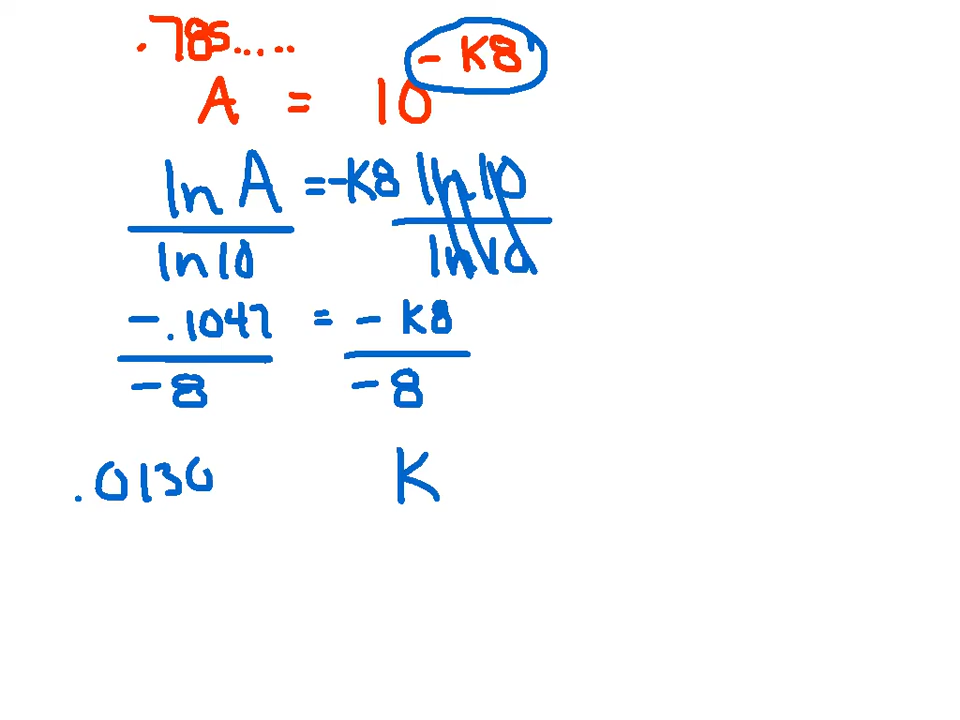 .785.....
A = 10^-K8
ln A = -K8 ln 10
ln 10 ln 10
-.1047 = - K8
-8 -8
.0130 K